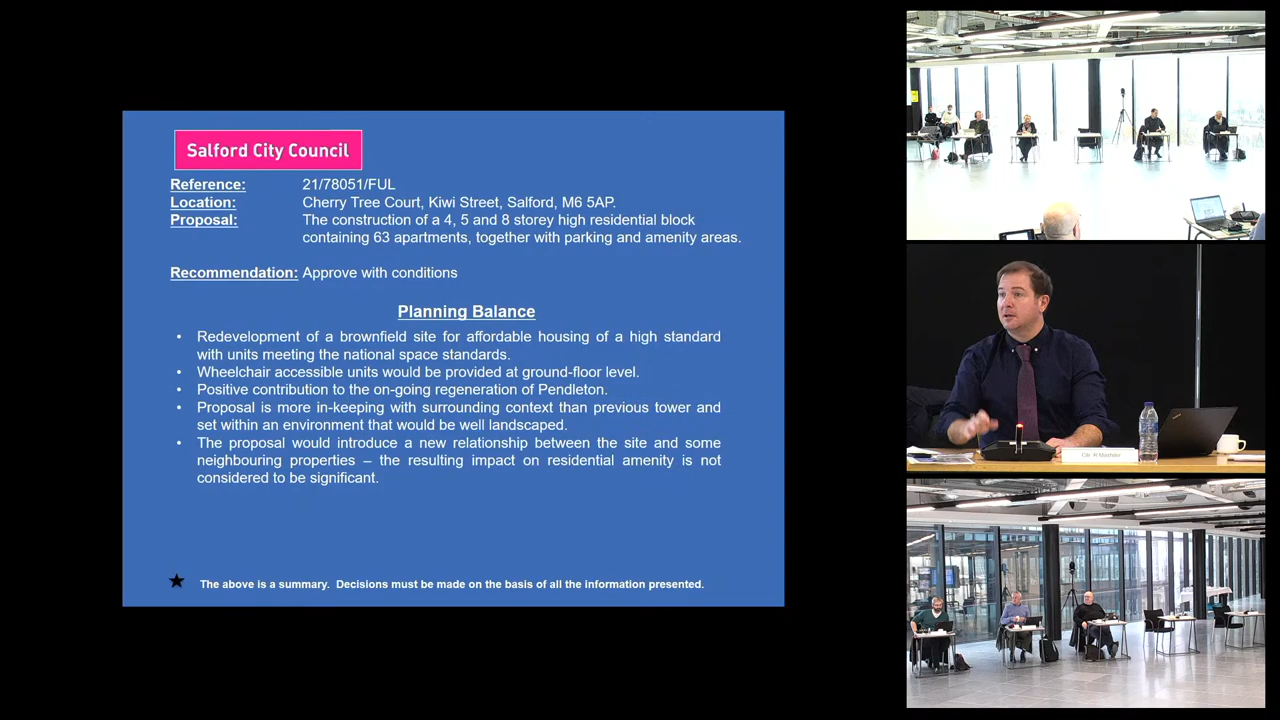 Salford City Council
Reference: 21/78051/FUL
Location: Cherry Tree Court, Kiwi Street, Salford, M6 5AP.
Proposal: The construction of a 4, 5 and 8 storey high residential block
containing 63 apartments, together with parking and amenity areas.
Recommendation: Approve with conditions
Planning Balance
• Redevelopment of a brownfield site for affordable housing of a high standard
with units meeting the national space standards.
• Wheelchair accessible units would be provided at ground-floor level.
• Positive contribution to the on-going regeneration of Pendleton.
• Proposal is more in-keeping with surrounding context than previous tower and
set within an environment that would be well landscaped.
• The proposal would introduce a new relationship between the site and some
neighbouring properties – the resulting impact on residential amenity is not
considered to be significant.
★ The above is a summary. Decisions must be made on the basis of all the information presented.